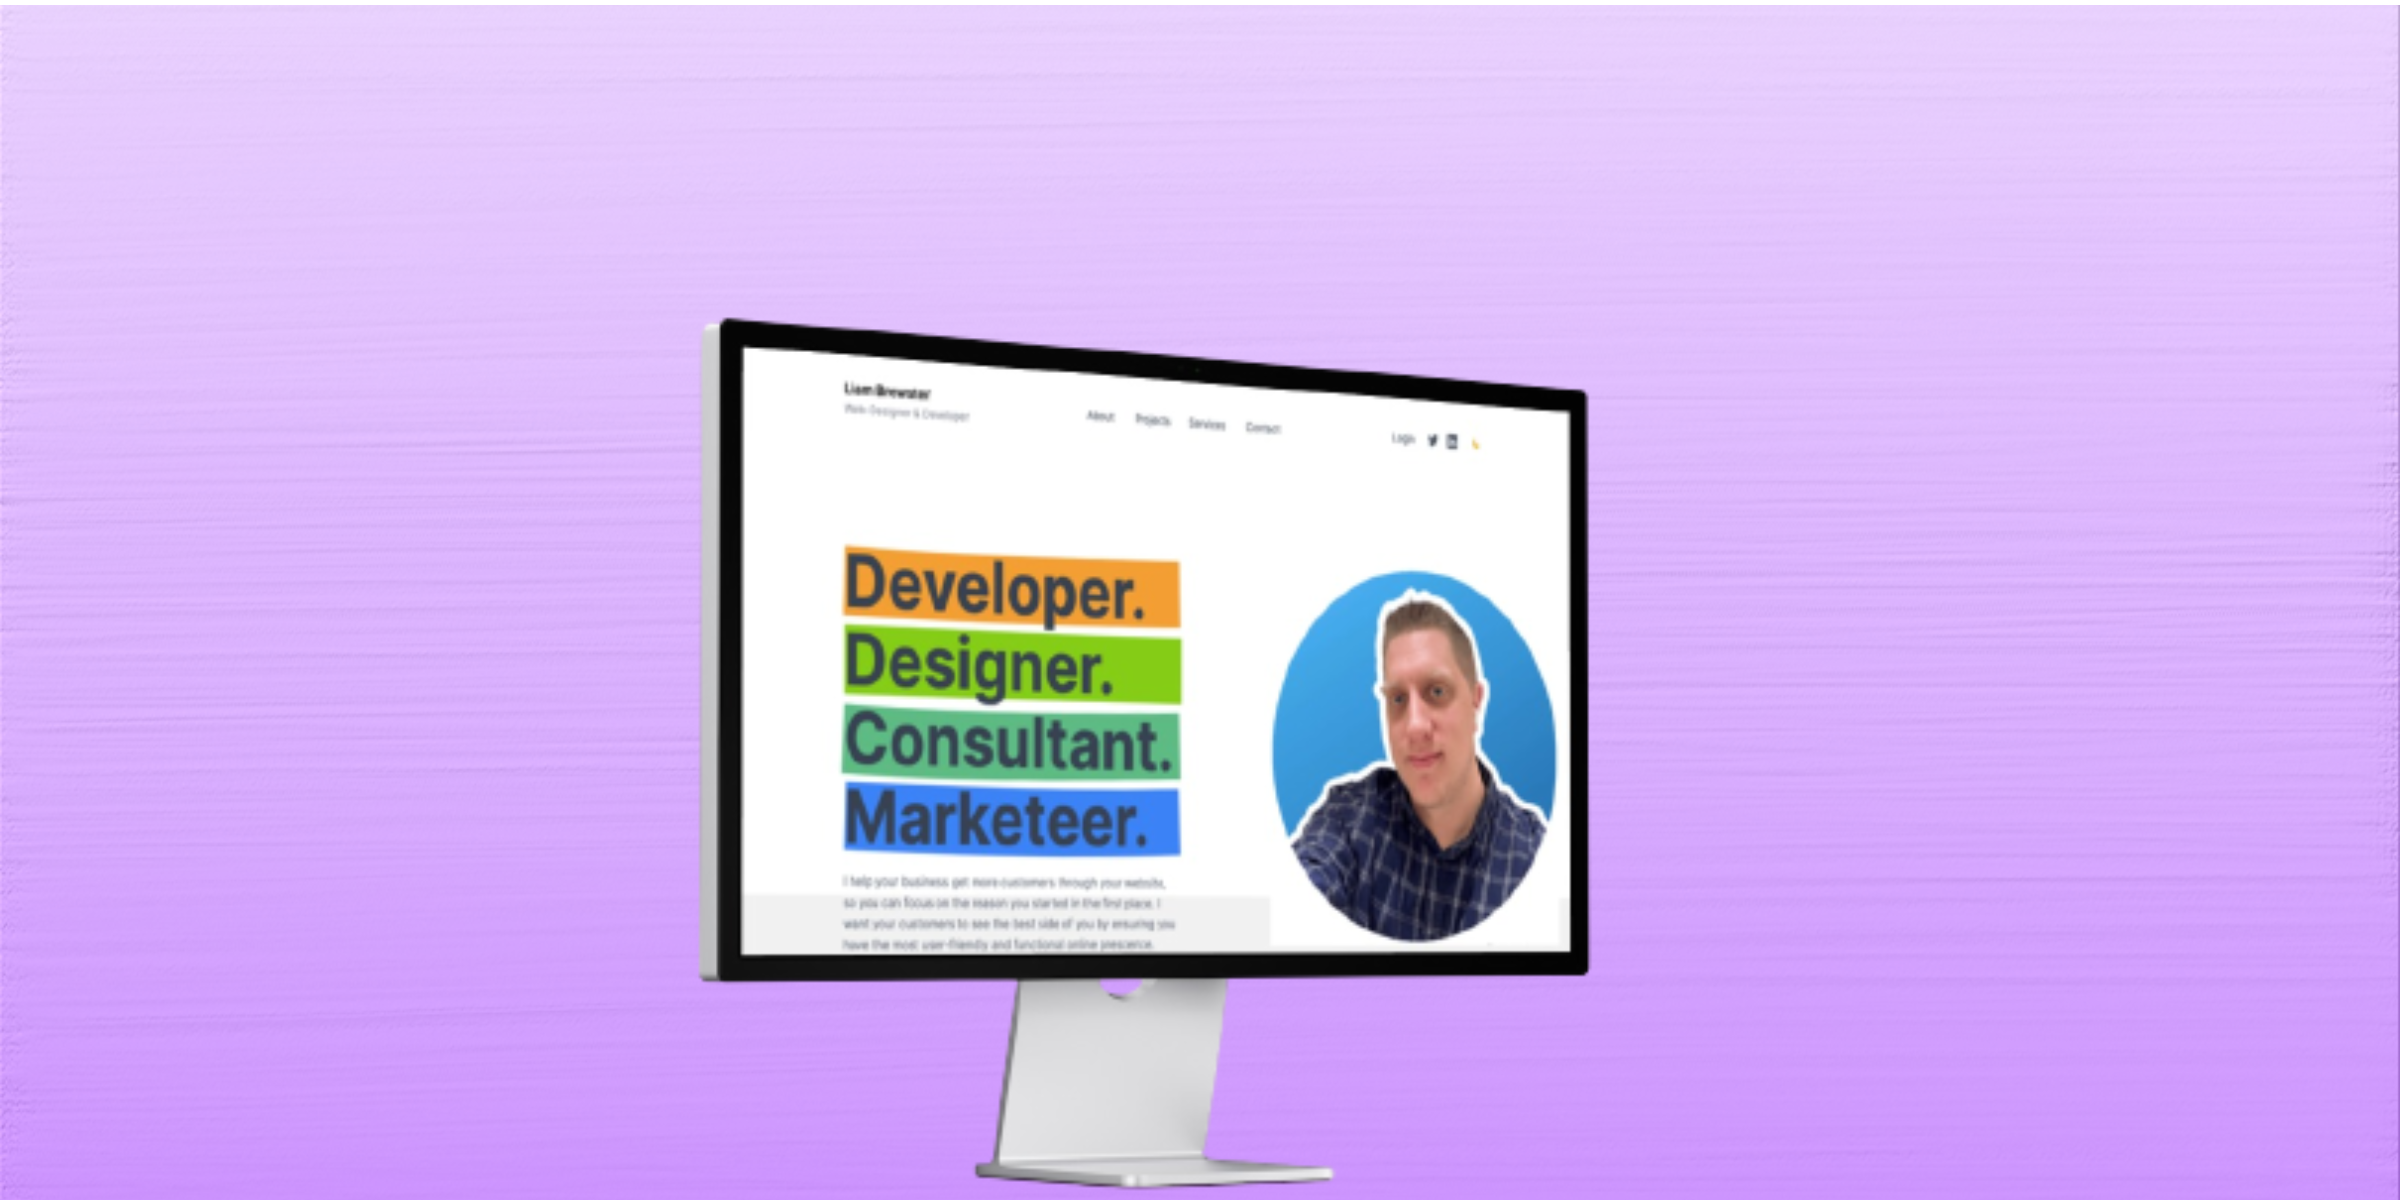 Liam Brewster
Web Designer & Developer
About Projects Services Contact
Login
Developer.
Designer.
Consultant.
Marketeer.
I help your business get more customers through your website,
so you can focus on the reason you started in the first place. I
want your customers to see the best side of you by ensuring you
have the most user-friendly and functional online prescence.